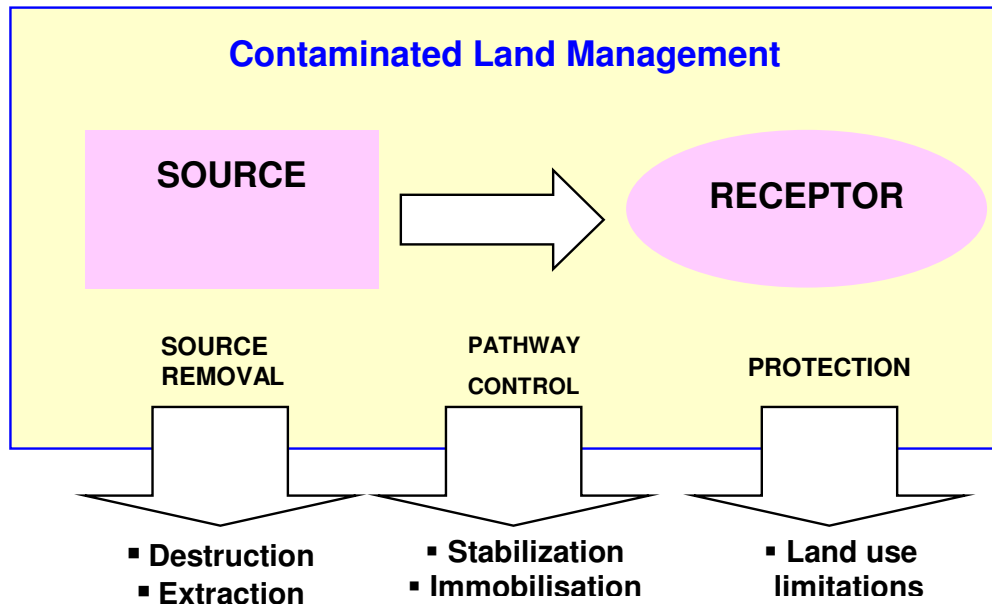 Contaminated Land Management
SOURCE
RECEPTOR
SOURCE
REMOVAL
PATHWAY
CONTROL
PROTECTION
▪ Destruction
▪ Extraction
▪ Stabilization
▪ Immobilisation
▪ Land use
limitations